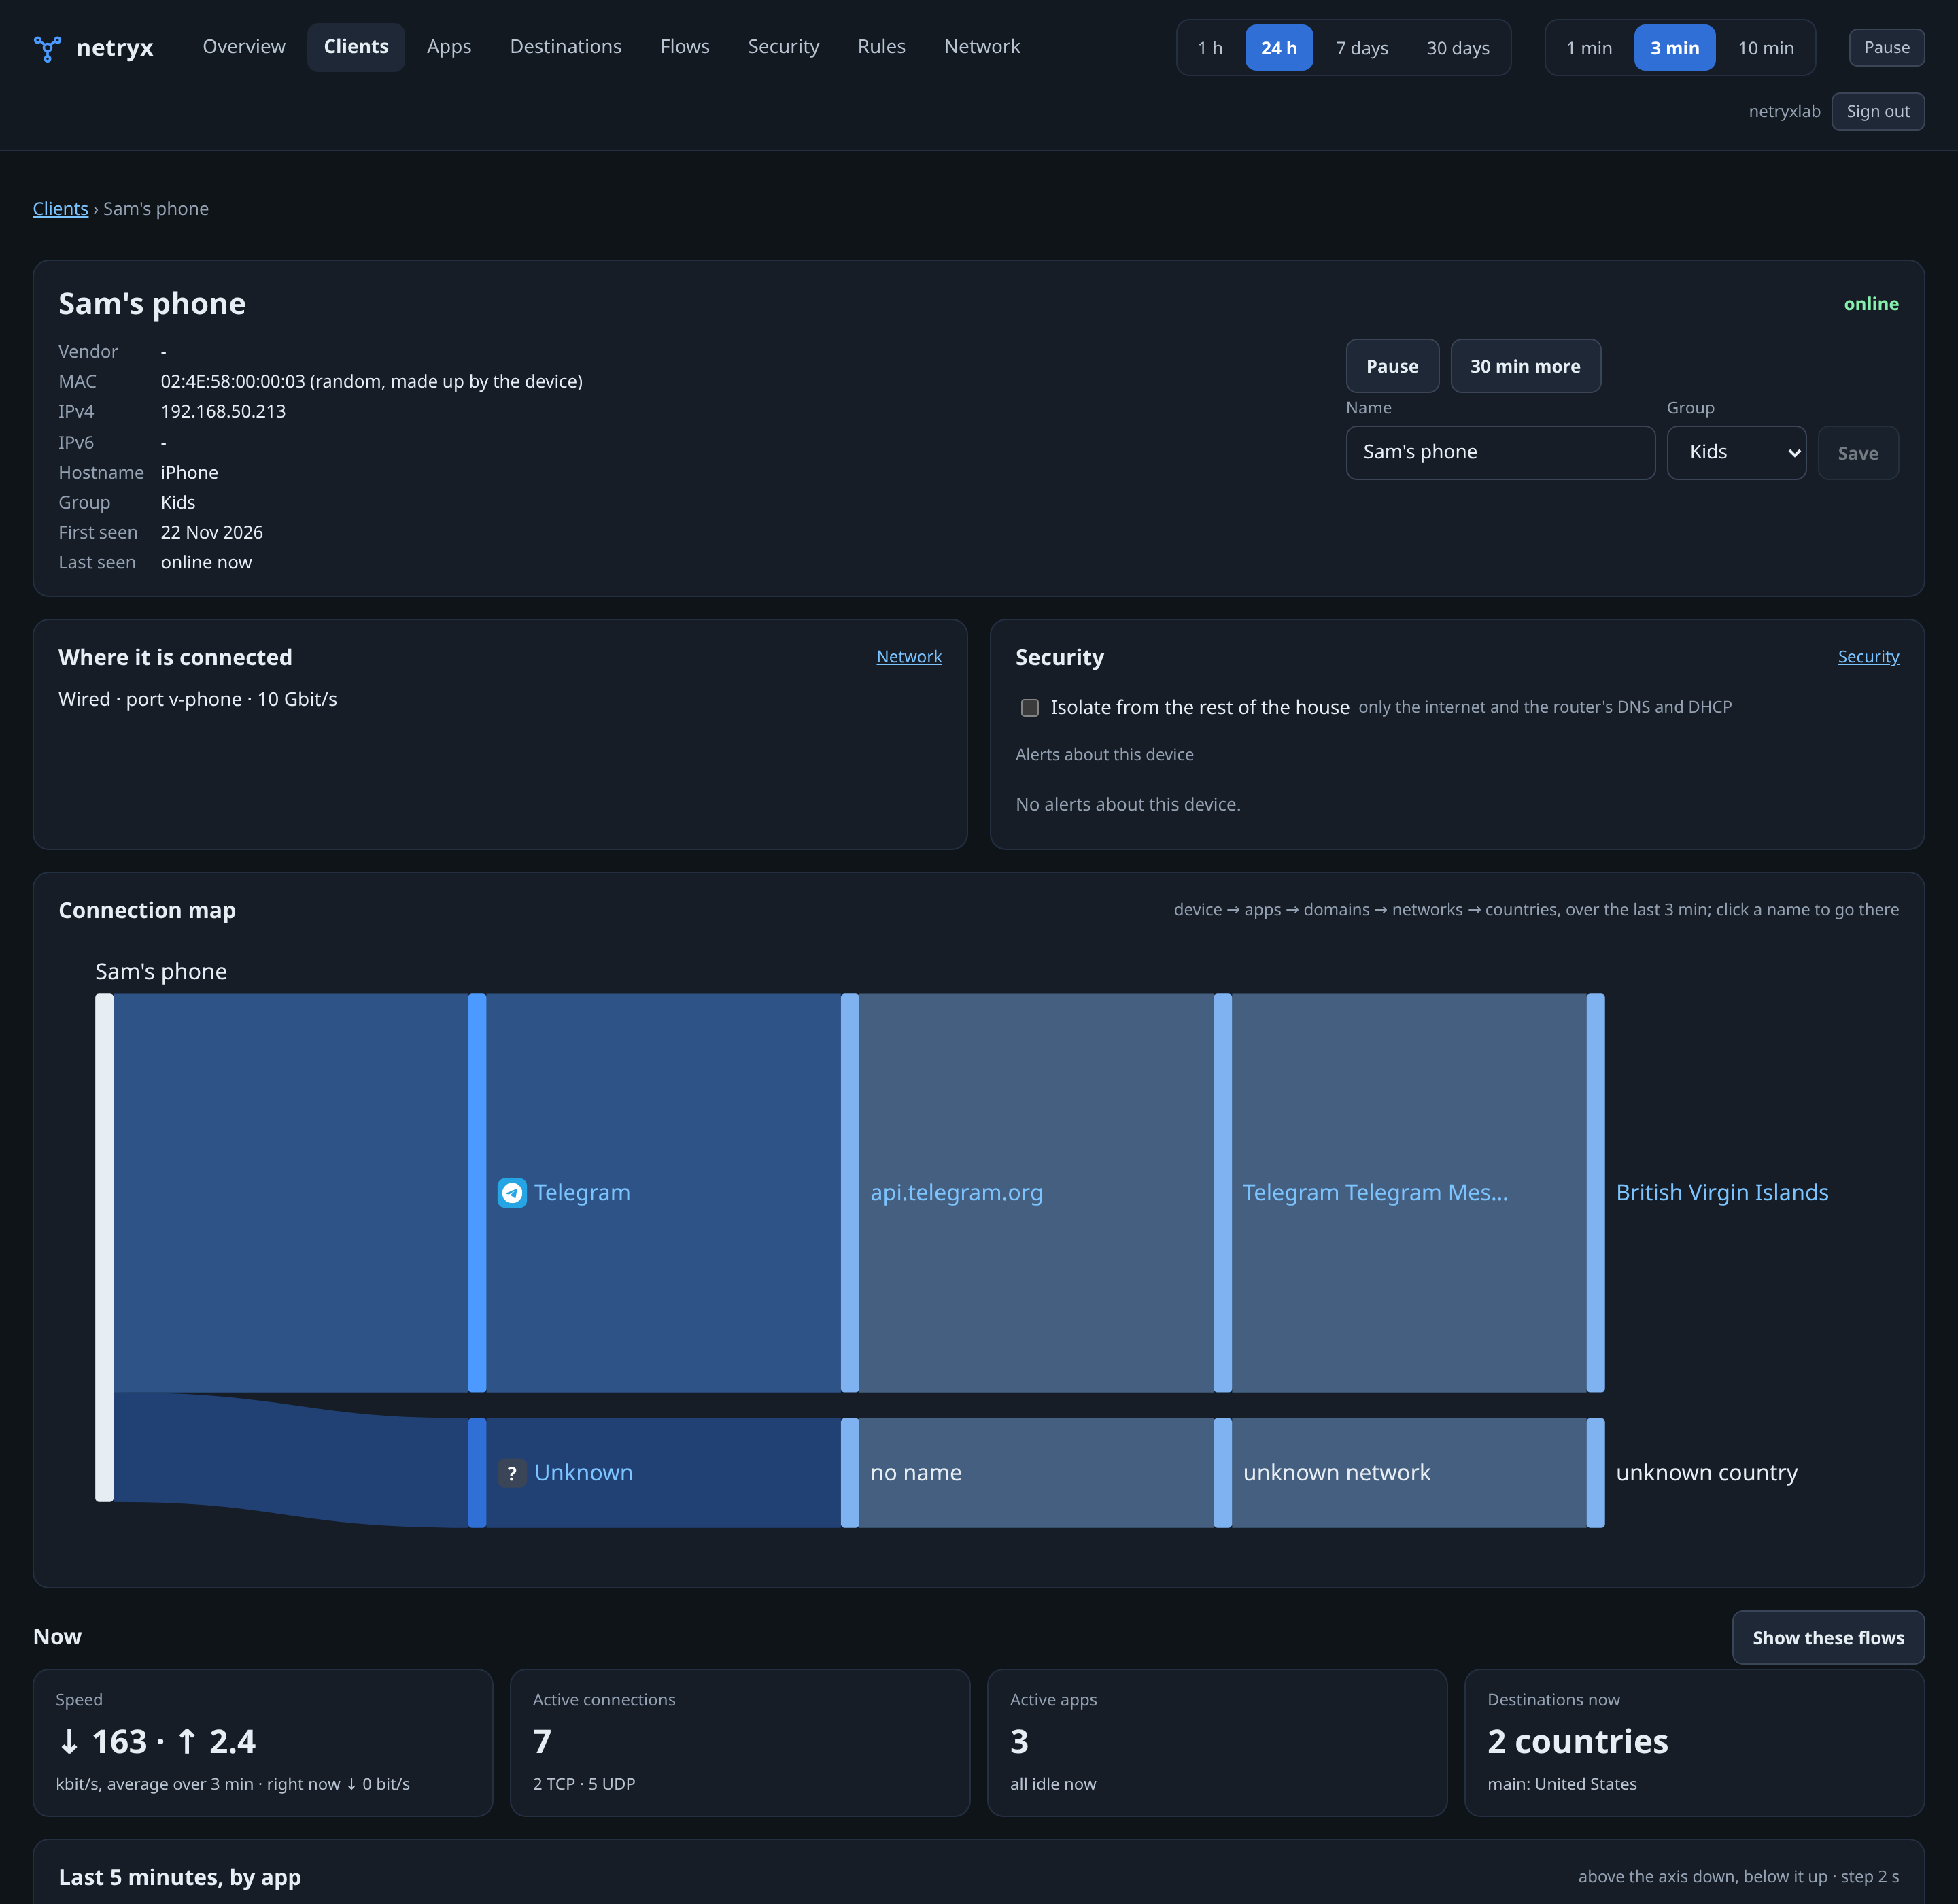 netryx Overview Clients Apps Destinations Flows Security Rules Network 1 h 24 h 7 days 30 days 1 min 3 min 10 min Pause
netryxlab Sign out
Clients › Sam's phone
Sam's phone online
Vendor -
MAC 02:4E:58:00:00:03 (random, made up by the device)
IPv4 192.168.50.213
IPv6 -
Hostname iPhone
Group Kids
First seen 22 Nov 2026
Last seen online now
Pause 30 min more
Name Group
Sam's phone Kids Save
Where it is connected Network
Wired · port v-phone · 10 Gbit/s
Security Security
Isolate from the rest of the house only the internet and the router's DNS and DHCP
Alerts about this device
No alerts about this device.
Connection map device → apps → domains → networks → countries, over the last 3 min; click a name to go there
Sam's phone
Telegram api.telegram.org Telegram Telegram Mes... British Virgin Islands
? Unknown no name unknown network unknown country
Now Show these flows
Speed
↓ 163 · ↑ 2.4
kbit/s, average over 3 min · right now ↓ 0 bit/s
Active connections
7
2 TCP · 5 UDP
Active apps
3
all idle now
Destinations now
2 countries
main: United States
Last 5 minutes, by app above the axis down, below it up · step 2 s